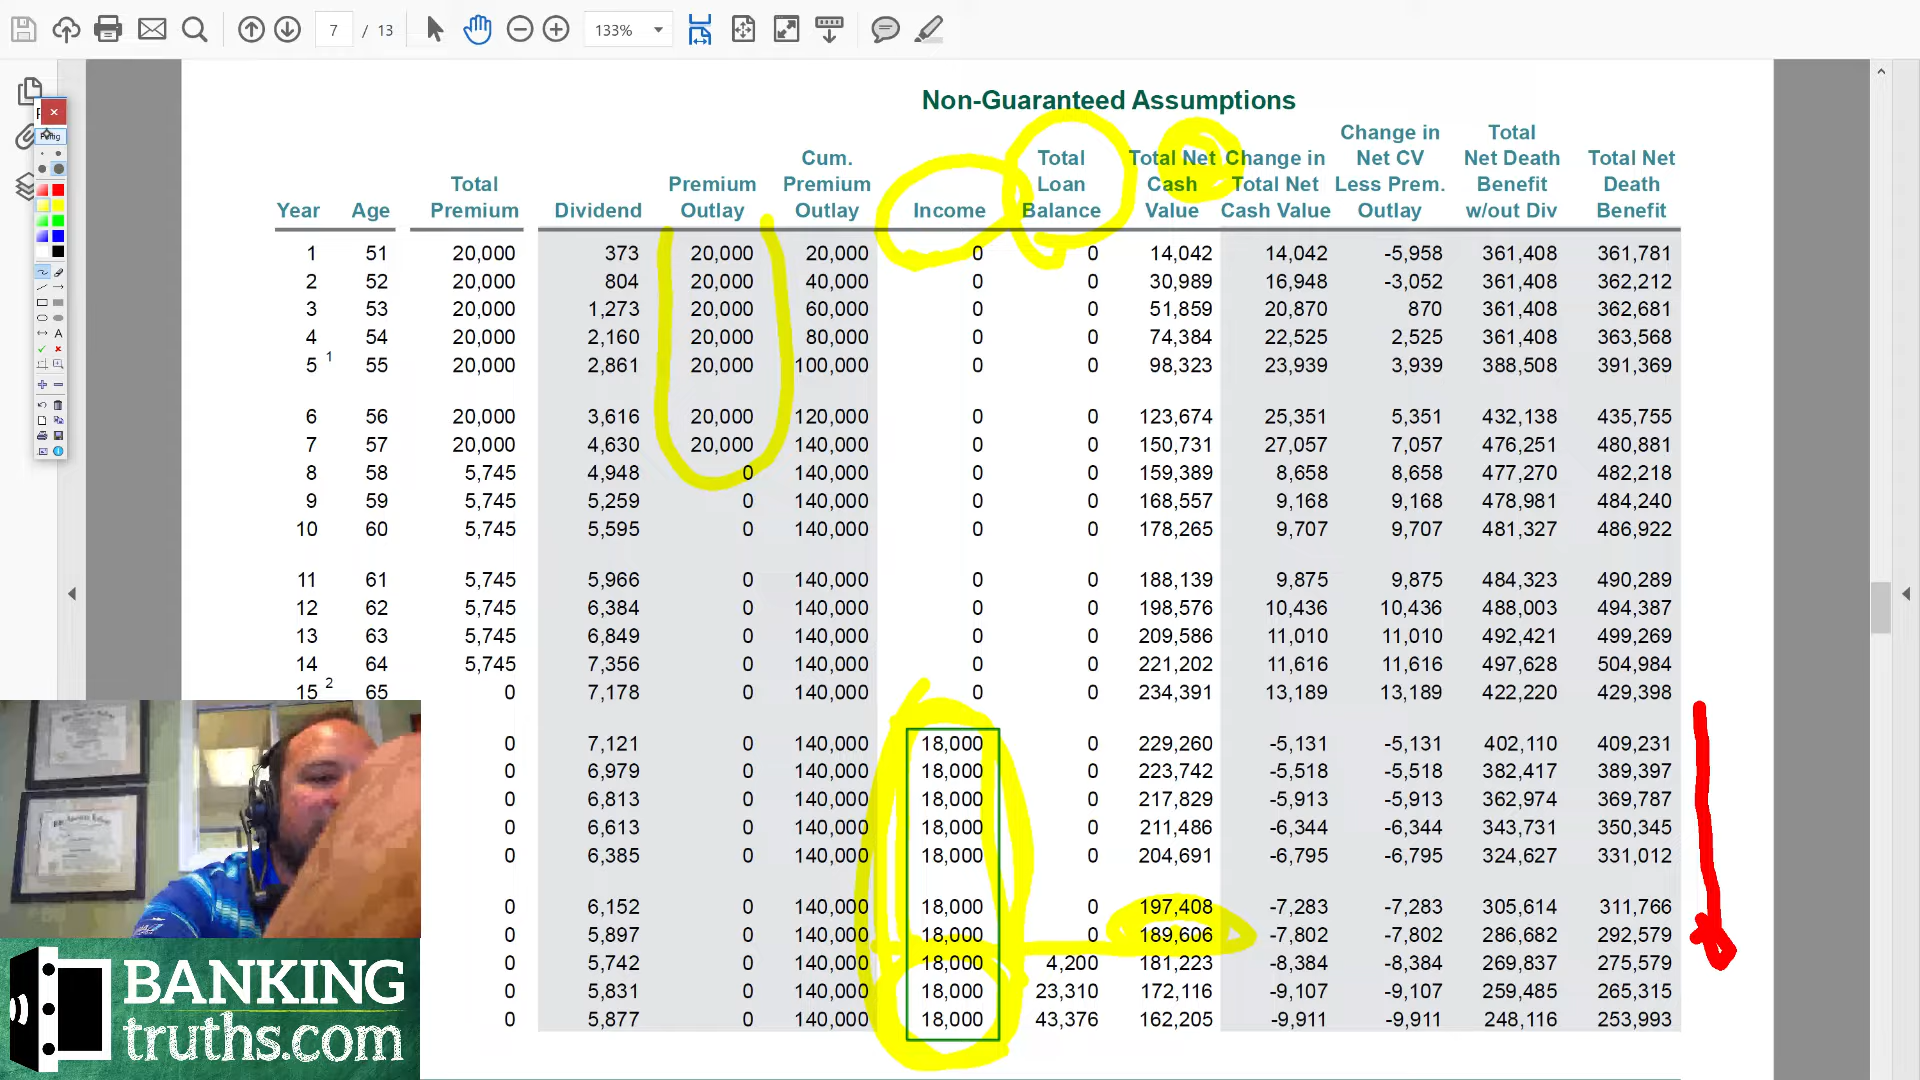 7 / 13
133%
Non-Guaranteed Assumptions
Year Age Total Premium Dividend Premium Outlay Cum. Premium Outlay Income Total Loan Balance Total Net Cash Value Change in Total Net Cash Value Change in Net CV Less Prem. Outlay Total Net Death Benefit w/out Div Total Net Death Benefit
1 51 20,000 373 20,000 20,000 0 0 14,042 14,042 -5,958 361,408 361,781
2 52 20,000 804 20,000 40,000 0 0 30,989 16,948 -3,052 361,408 362,212
3 53 20,000 1,273 20,000 60,000 0 0 51,859 20,870 870 361,408 362,681
4 54 20,000 2,160 20,000 80,000 0 0 74,384 22,525 2,525 361,408 363,568
5 1 55 20,000 2,861 20,000 100,000 0 0 98,323 23,939 3,939 388,508 391,369
6 56 20,000 3,616 20,000 120,000 0 0 123,674 25,351 5,351 432,138 435,755
7 57 20,000 4,630 20,000 140,000 0 0 150,731 27,057 7,057 476,251 480,881
8 58 5,745 4,948 0 140,000 0 0 159,389 8,658 8,658 477,270 482,218
9 59 5,745 5,259 0 140,000 0 0 168,557 9,168 9,168 478,981 484,240
10 60 5,745 5,595 0 140,000 0 0 178,265 9,707 9,707 481,327 486,922
11 61 5,745 5,966 0 140,000 0 0 188,139 9,875 9,875 484,323 490,289
12 62 5,745 6,384 0 140,000 0 0 198,576 10,436 10,436 488,003 494,387
13 63 5,745 6,849 0 140,000 0 0 209,586 11,010 11,010 492,421 499,269
14 64 5,745 7,356 0 140,000 0 0 221,202 11,616 11,616 497,628 504,984
15 2 65 0 7,178 0 140,000 0 0 234,391 13,189 13,189 422,220 429,398
0 7,121 0 140,000 18,000 0 229,260 -5,131 -5,131 402,110 409,231
0 6,979 0 140,000 18,000 0 223,742 -5,518 -5,518 382,417 389,397
0 6,813 0 140,000 18,000 0 217,829 -5,913 -5,913 362,974 369,787
0 6,613 0 140,000 18,000 0 211,486 -6,344 -6,344 343,731 350,345
0 6,385 0 140,000 18,000 0 204,691 -6,795 -6,795 324,627 331,012
0 6,152 0 140,000 18,000 0 197,408 -7,283 -7,283 305,614 311,766
0 5,897 0 140,000 18,000 0 189,606 -7,802 -7,802 286,682 292,579
0 5,742 0 140,000 18,000 4,200 181,223 -8,384 -8,384 269,837 275,579
0 5,831 0 140,000 18,000 23,310 172,116 -9,107 -9,107 259,485 265,315
0 5,877 0 140,000 18,000 43,376 162,205 -9,911 -9,911 248,116 253,993
BANKING
truths.com